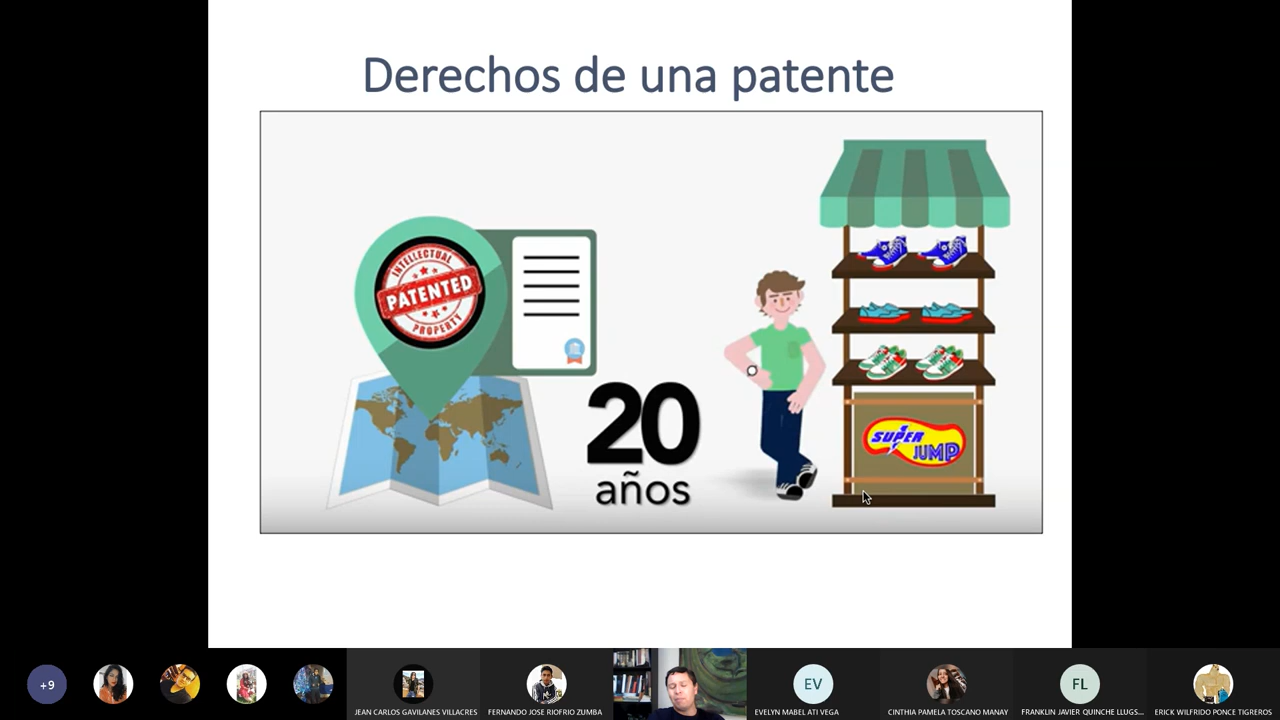 Derechos de una patente
INTELLECTUAL
PATENTED
PROPERTY
20
años
SUPER
JUMP
+9
JEAN CARLOS GAVILANES VILLACRES
FERNANDO JOSE RIOFRIO ZUMBA
EV
EVELYN MABEL ATI VEGA
CINTHIA PAMELA TOSCANO MANAY
FL
FRANKLIN JAVIER QUINCHE LLUGS...
ERICK WILFRIDO PONCE TIGREROS